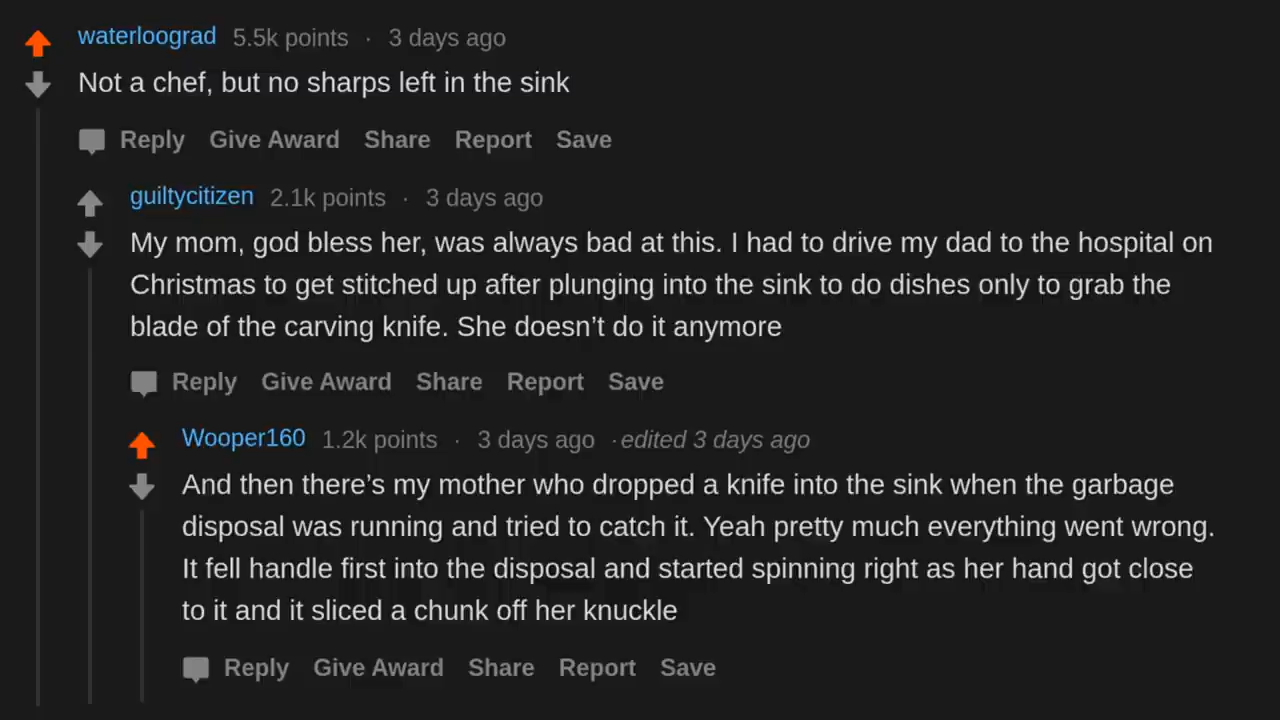 waterloograd 5.5k points · 3 days ago
Not a chef, but no sharps left in the sink
Reply Give Award Share Report Save
guiltycitizen 2.1k points · 3 days ago
My mom, god bless her, was always bad at this. I had to drive my dad to the hospital on
Christmas to get stitched up after plunging into the sink to do dishes only to grab the
blade of the carving knife. She doesn’t do it anymore
Reply Give Award Share Report Save
Wooper160 1.2k points · 3 days ago ·edited 3 days ago
And then there’s my mother who dropped a knife into the sink when the garbage
disposal was running and tried to catch it. Yeah pretty much everything went wrong.
It fell handle first into the disposal and started spinning right as her hand got close
to it and it sliced a chunk off her knuckle
Reply Give Award Share Report Save